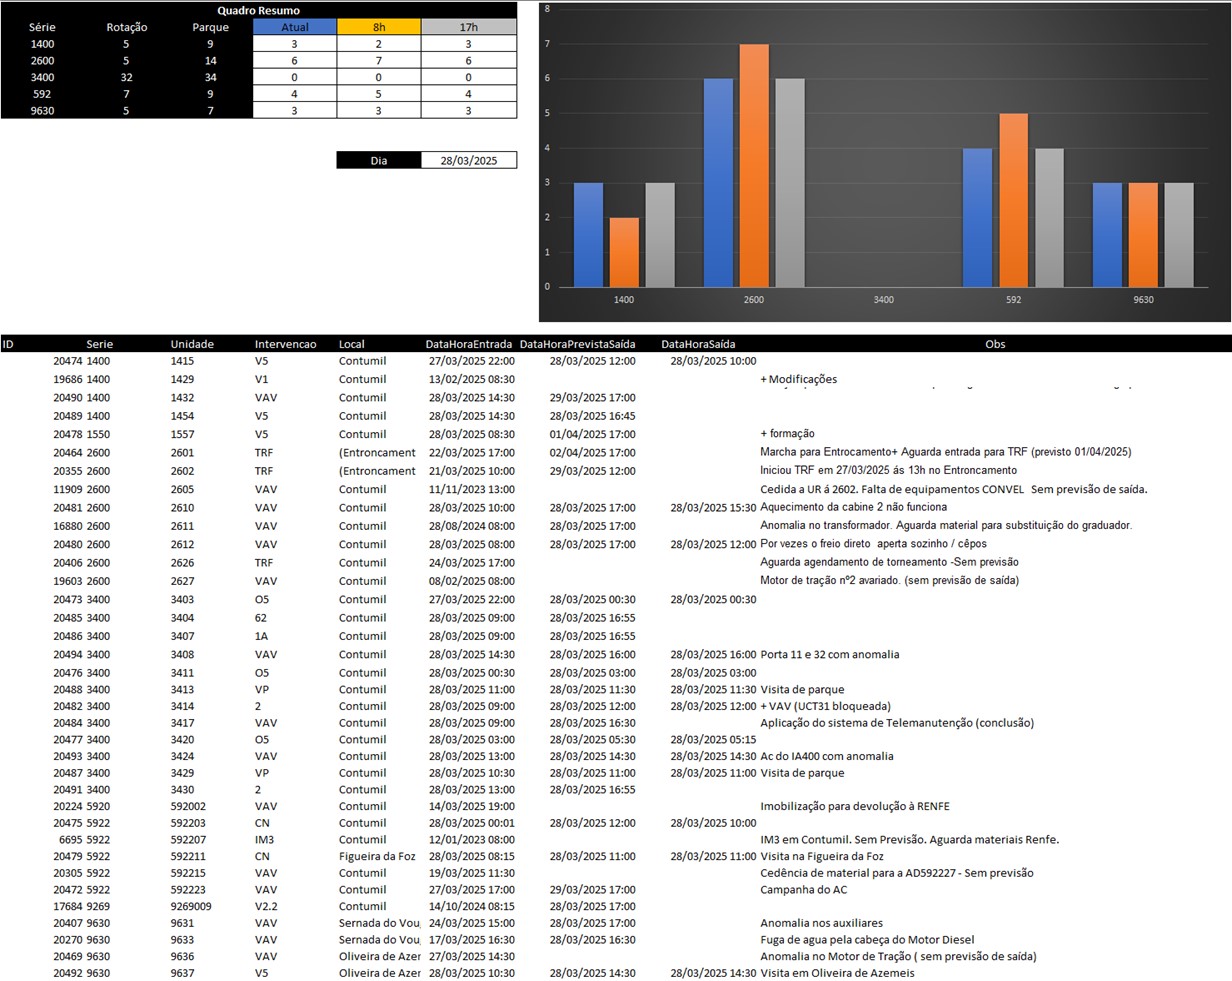 Quadro Resumo
Série Rotação Parque Atual 8h 17h
1400 5 9 3 2 3
2600 5 14 6 7 6
3400 32 34 0 0 0
592 7 9 4 5 4
9630 5 7 3 3 3
Dia 28/03/2025
8
7
6
5
4
3
2
1
0
1400 2600 3400 592 9630
ID Serie Unidade Intervencao Local DataHoraEntrada DataHoraPrevistaSaída DataHoraSaída Obs
20474 1400 1415 V5 Contumil 27/03/2025 22:00 28/03/2025 12:00 28/03/2025 10:00
19686 1400 1429 V1 Contumil 13/02/2025 08:30 + Modificações
20490 1400 1432 VAV Contumil 28/03/2025 14:30 29/03/2025 17:00
20489 1400 1454 V5 Contumil 28/03/2025 14:30 28/03/2025 16:45
20478 1550 1557 V5 Contumil 28/03/2025 08:30 01/04/2025 17:00 + formação
20464 2600 2601 TRF (Entroncament 22/03/2025 17:00 02/04/2025 17:00 Marcha para Entrocamento+ Aguarda entrada para TRF (previsto 01/04/2025)
20355 2600 2602 TRF (Entroncament 21/03/2025 10:00 29/03/2025 12:00 Iniciou TRF em 27/03/2025 ás 13h no Entroncamento
11909 2600 2605 VAV Contumil 11/11/2023 13:00 Cedida a UR á 2602. Falta de equipamentos CONVEL Sem previsão de saída.
20481 2600 2610 VAV Contumil 28/03/2025 10:00 28/03/2025 17:00 28/03/2025 15:30 Aquecimento da cabine 2 não funciona
16880 2600 2611 VAV Contumil 28/08/2024 08:00 28/03/2025 17:00 Anomalia no transformador. Aguarda material para substituição do graduador.
20480 2600 2612 VAV Contumil 28/03/2025 08:00 28/03/2025 17:00 28/03/2025 12:00 Por vezes o freio direto aperta sozinho / cêpos
20406 2600 2626 TRF Contumil 24/03/2025 17:00 Aguarda agendamento de torneamento -Sem previsão
19603 2600 2627 VAV Contumil 08/02/2025 08:00 Motor de tração nº2 avariado. (sem previsão de saída)
20473 3400 3403 O5 Contumil 27/03/2025 22:00 28/03/2025 00:30 28/03/2025 00:30
20485 3400 3404 62 Contumil 28/03/2025 09:00 28/03/2025 16:55
20486 3400 3407 1A Contumil 28/03/2025 09:00 28/03/2025 16:55
20494 3400 3408 VAV Contumil 28/03/2025 14:30 28/03/2025 16:00 28/03/2025 16:00 Porta 11 e 32 com anomalia
20476 3400 3411 O5 Contumil 28/03/2025 00:30 28/03/2025 03:00 28/03/2025 03:00
20488 3400 3413 VP Contumil 28/03/2025 11:00 28/03/2025 11:30 28/03/2025 11:30 Visita de parque
20482 3400 3414 2 Contumil 28/03/2025 09:00 28/03/2025 12:00 28/03/2025 12:00 + VAV (UCT31 bloqueada)
20484 3400 3417 VAV Contumil 28/03/2025 09:00 28/03/2025 16:30 Aplicação do sistema de Telemanutenção (conclusão)
20477 3400 3420 O5 Contumil 28/03/2025 03:00 28/03/2025 05:30 28/03/2025 05:15
20493 3400 3424 VAV Contumil 28/03/2025 13:00 28/03/2025 14:30 28/03/2025 14:30 Ac do IA400 com anomalia
20487 3400 3429 VP Contumil 28/03/2025 10:30 28/03/2025 11:00 28/03/2025 11:00 Visita de parque
20491 3400 3430 2 Contumil 28/03/2025 13:00 28/03/2025 16:55
20224 5920 592002 VAV Contumil 14/03/2025 19:00 Imobilização para devolução à RENFE
20475 5922 592203 CN Contumil 28/03/2025 00:01 28/03/2025 12:00 28/03/2025 10:00
6695 5922 592207 IM3 Contumil 12/01/2023 08:00 IM3 em Contumil. Sem Previsão. Aguarda materiais Renfe.
20479 5922 592211 CN Figueira da Foz 28/03/2025 08:15 28/03/2025 11:00 28/03/2025 11:00 Visita na Figueira da Foz
20305 5922 592215 VAV Contumil 19/03/2025 11:30 Cedência de material para a AD592227 - Sem previsão
20472 5922 592223 VAV Contumil 27/03/2025 17:00 29/03/2025 17:00 Campanha do AC
17684 9269 9269009 V2.2 Contumil 14/10/2024 08:15 28/03/2025 17:00
20407 9630 9631 VAV Sernada do Vou 24/03/2025 15:00 28/03/2025 17:00 Anomalia nos auxiliares
20270 9630 9633 VAV Sernada do Vou 17/03/2025 16:30 28/03/2025 16:30 Fuga de agua pela cabeça do Motor Diesel
20469 9630 9636 VAV Oliveira de Azer 27/03/2025 14:30 Anomalia no Motor de Tração ( sem previsão de saída)
20492 9630 9637 V5 Oliveira de Azer 28/03/2025 10:30 28/03/2025 14:30 28/03/2025 14:30 Visita em Oliveira de Azemeis